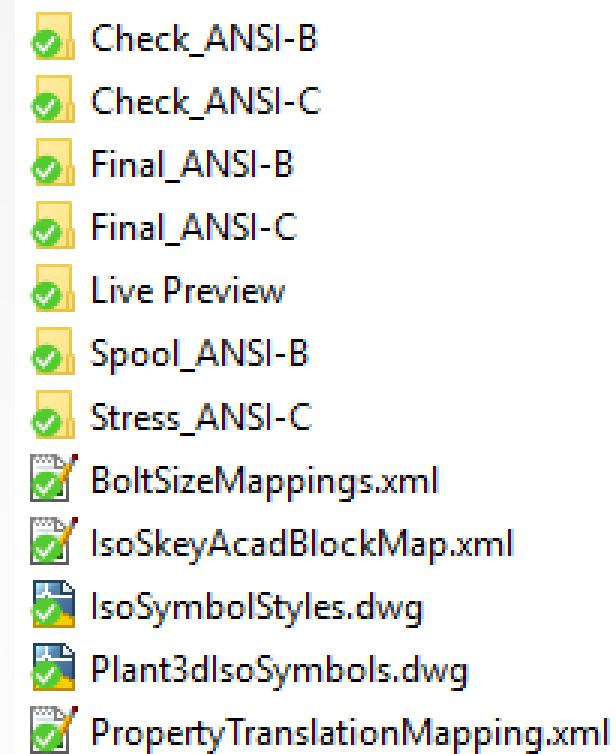 Check_ANSI-B
Check_ANSI-C
Final_ANSI-B
Final_ANSI-C
Live Preview
Spool_ANSI-B
Stress_ANSI-C
BoltSizeMappings.xml
IsoSkeyAcadBlockMap.xml
IsoSymbolStyles.dwg
Plant3dIsoSymbols.dwg
PropertyTranslationMapping.xml